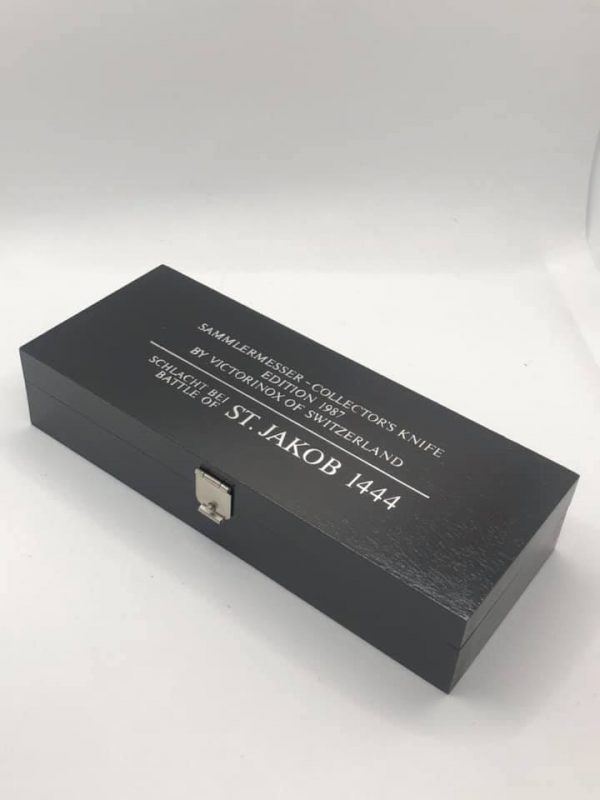 SAMMLERMESSER - COLLECTOR'S KNIFE
EDITION 1987
BY VICTORINOX OF SWITZERLAND
SCHLACHT BEI
BATTLE OF
ST. JAKOB 1444